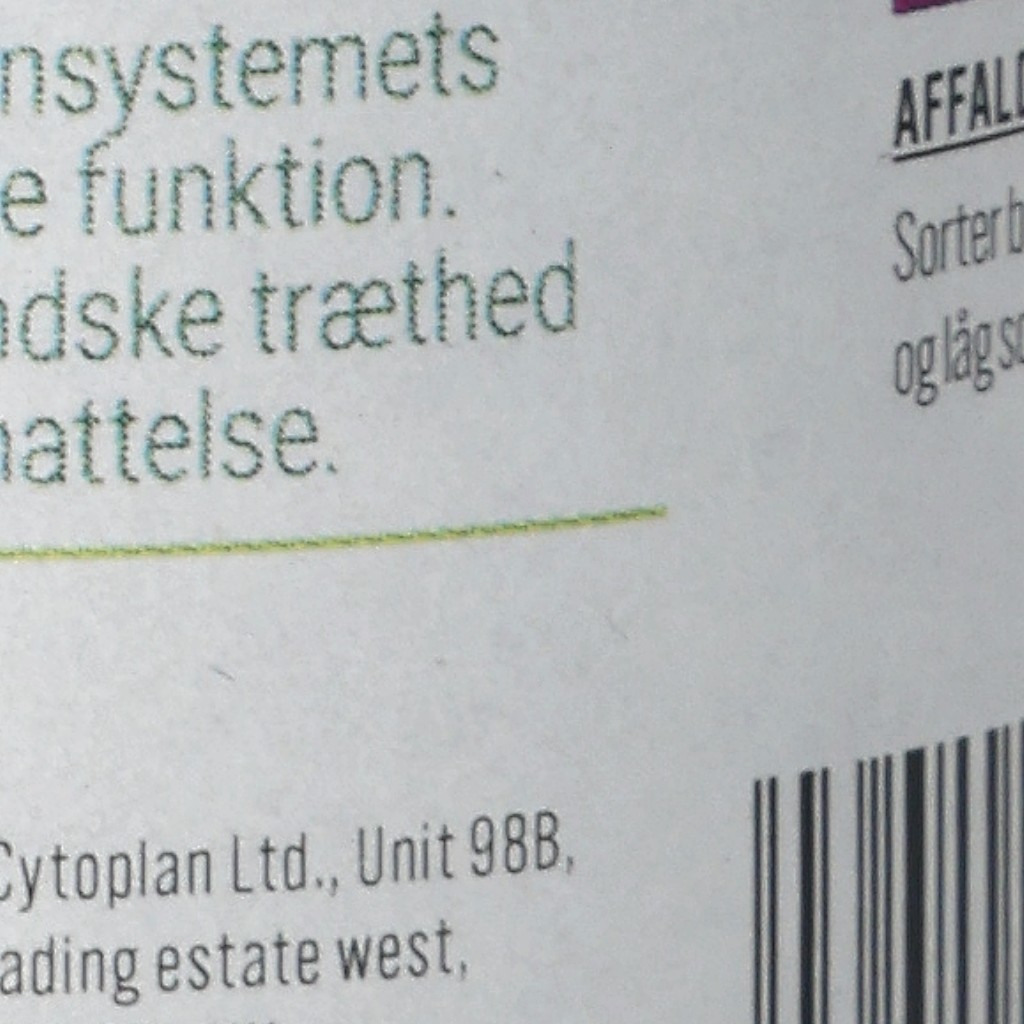 nsystemets
e funktion.
dske træthed
attelse.
AFFALD
Sorter
og låg
Cytoplan Ltd., Unit 98B,
ading estate west,